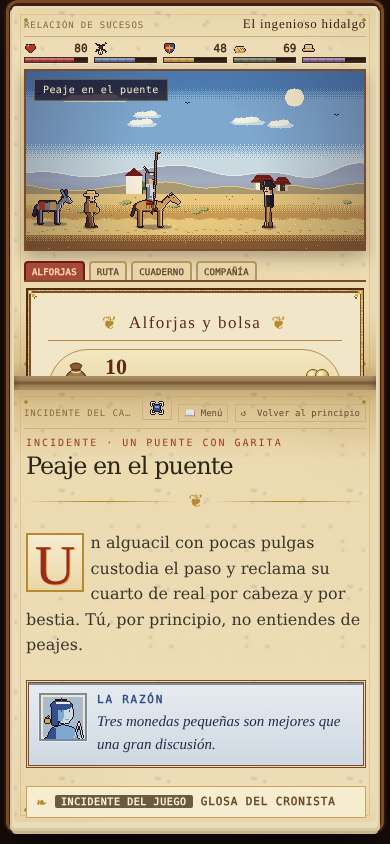 RELACIÓN DE SUCESOS
El ingenioso hidalgo
80
48
69
Peaje en el puente
ALFORJAS
RUTA
CUADERNO
COMPAÑÍA
Alforjas y bolsa
10
INCIDENTE DEL CA…
Menú
Volver al principio
INCIDENTE · UN PUENTE CON GARITA
Peaje en el puente
Un alguacil con pocas pulgas
custodia el paso y reclama su
cuarto de real por cabeza y por
bestia. Tú, por principio, no entiendes de
peajes.
LA RAZÓN
Tres monedas pequeñas son mejores que
una gran discusión.
INCIDENTE DEL JUEGO GLOSA DEL CRONISTA